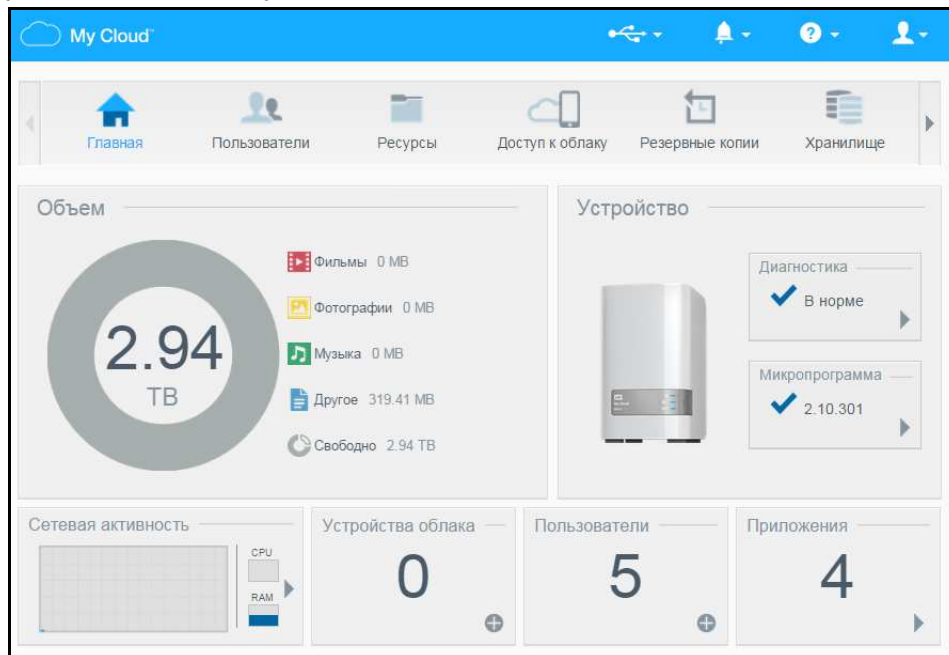 My Cloud™
Главная
Пользователи
Ресурсы
Доступ к облаку
Резервные копии
Хранилище
Объем
2.94
TB
Фильмы 0 MB
Фотографии 0 MB
Музыка 0 MB
Другое 319.41 MB
Свободно 2.94 TB
Устройство
Диагностика
В норме
Микропрограмма
2.10.301
Сетевая активность
CPU
RAM
Устройства облака
0
Пользователи
5
Приложения
4